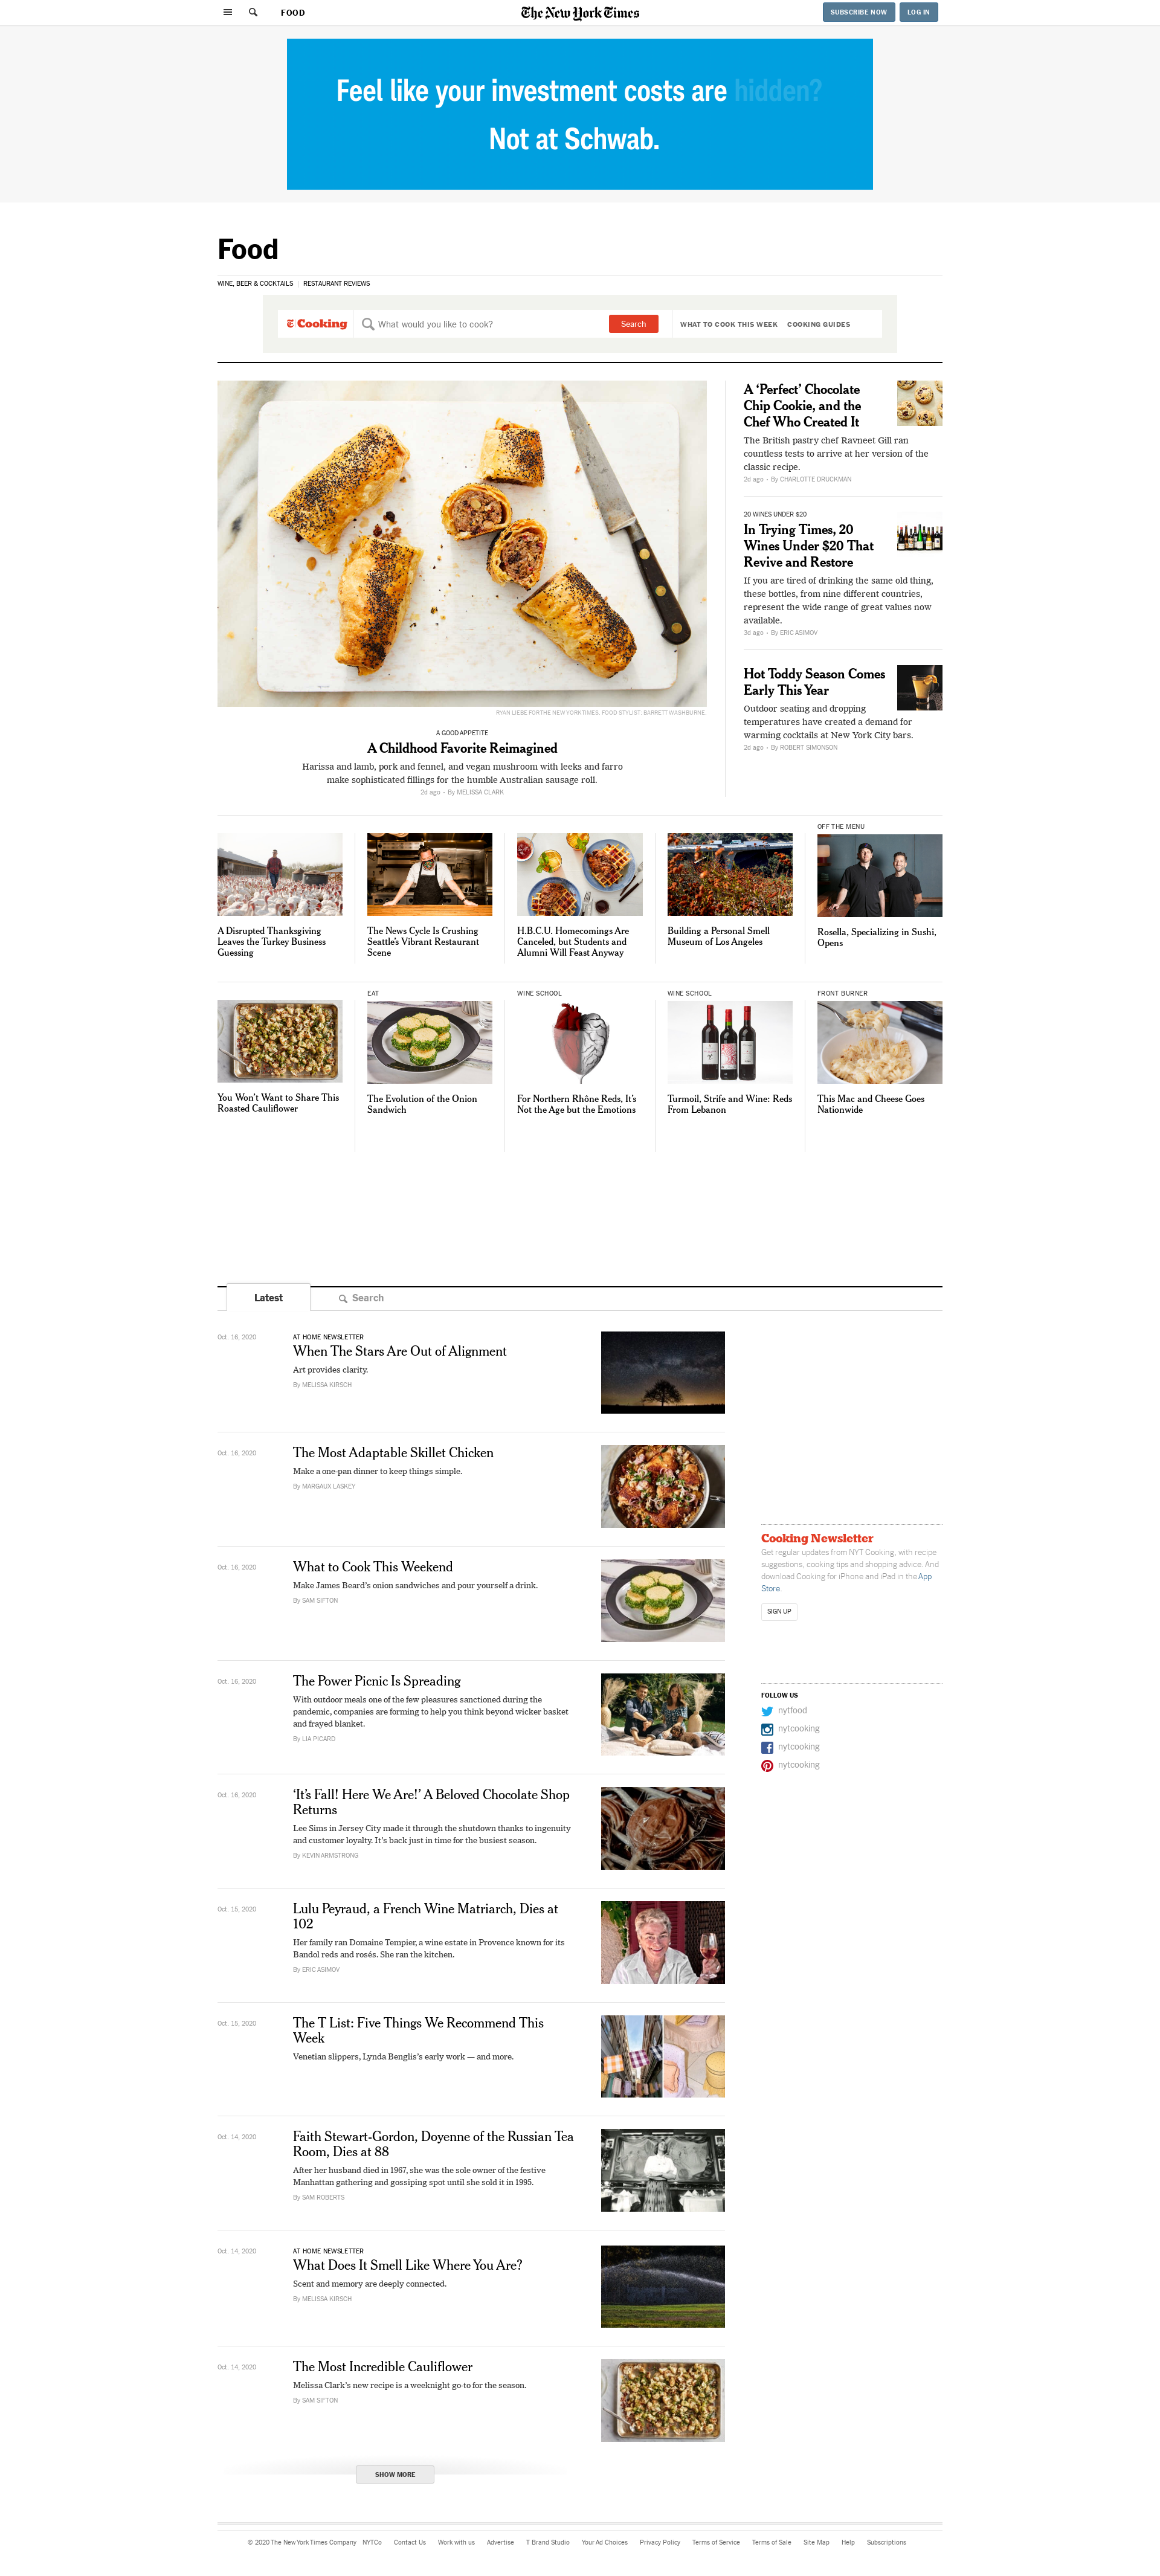 FOOD
The New York Times
SUBSCRIBE NOW
LOG IN
Feel like your investment costs are hidden?
Not at Schwab.
Food
WINE, BEER & COCKTAILS | RESTAURANT REVIEWS
T Cooking
What would you like to cook?
Search
WHAT TO COOK THIS WEEK
COOKING GUIDES
RYAN LIEBE FOR THE NEW YORK TIMES. FOOD STYLIST: BARRETT WASHBURNE.
A GOOD APPETITE
A Childhood Favorite Reimagined
Harissa and lamb, pork and fennel, and vegan mushroom with leeks and farro
make sophisticated fillings for the humble Australian sausage roll.
2d ago • By MELISSA CLARK
A ‘Perfect’ Chocolate
Chip Cookie, and the
Chef Who Created It
The British pastry chef Ravneet Gill ran
countless tests to arrive at her version of the
classic recipe.
2d ago • By CHARLOTTE DRUCKMAN
20 WINES UNDER $20
In Trying Times, 20
Wines Under $20 That
Revive and Restore
If you are tired of drinking the same old thing,
these bottles, from nine different countries,
represent the wide range of great values now
available.
3d ago • By ERIC ASIMOV
Hot Toddy Season Comes
Early This Year
Outdoor seating and dropping
temperatures have created a demand for
warming cocktails at New York City bars.
2d ago • By ROBERT SIMONSON
A Disrupted Thanksgiving
Leaves the Turkey Business
Guessing
The News Cycle Is Crushing
Seattle’s Vibrant Restaurant
Scene
H.B.C.U. Homecomings Are
Canceled, but Students and
Alumni Will Feast Anyway
Building a Personal Smell
Museum of Los Angeles
OFF THE MENU
Rosella, Specializing in Sushi,
Opens
You Won’t Want to Share This
Roasted Cauliflower
EAT
The Evolution of the Onion
Sandwich
WINE SCHOOL
For Northern Rhône Reds, It’s
Not the Age but the Emotions
WINE SCHOOL
Turmoil, Strife and Wine: Reds
From Lebanon
FRONT BURNER
This Mac and Cheese Goes
Nationwide
Latest
Search
Oct. 16, 2020
AT HOME NEWSLETTER
When The Stars Are Out of Alignment
Art provides clarity.
By MELISSA KIRSCH
Oct. 16, 2020
The Most Adaptable Skillet Chicken
Make a one-pan dinner to keep things simple.
By MARGAUX LASKEY
Oct. 16, 2020
What to Cook This Weekend
Make James Beard’s onion sandwiches and pour yourself a drink.
By SAM SIFTON
Oct. 16, 2020
The Power Picnic Is Spreading
With outdoor meals one of the few pleasures sanctioned during the
pandemic, companies are forming to help you think beyond wicker basket
and frayed blanket.
By LIA PICARD
Oct. 16, 2020
‘It’s Fall! Here We Are!’ A Beloved Chocolate Shop
Returns
Lee Sims in Jersey City made it through the shutdown thanks to ingenuity
and customer loyalty. It’s back just in time for the busiest season.
By KEVIN ARMSTRONG
Oct. 15, 2020
Lulu Peyraud, a French Wine Matriarch, Dies at
102
Her family ran Domaine Tempier, a wine estate in Provence known for its
Bandol reds and rosés. She ran the kitchen.
By ERIC ASIMOV
Oct. 15, 2020
The T List: Five Things We Recommend This
Week
Venetian slippers, Lynda Benglis’s early work — and more.
Oct. 14, 2020
Faith Stewart-Gordon, Doyenne of the Russian Tea
Room, Dies at 88
After her husband died in 1967, she was the sole owner of the festive
Manhattan gathering and gossiping spot until she sold it in 1995.
By SAM ROBERTS
Oct. 14, 2020
AT HOME NEWSLETTER
What Does It Smell Like Where You Are?
Scent and memory are deeply connected.
By MELISSA KIRSCH
Oct. 14, 2020
The Most Incredible Cauliflower
Melissa Clark’s new recipe is a weeknight go-to for the season.
By SAM SIFTON
SHOW MORE
Cooking Newsletter
Get regular updates from NYT Cooking, with recipe
suggestions, cooking tips and shopping advice. And
download Cooking for iPhone and iPad in the App
Store.
SIGN UP
FOLLOW US
nytfood
nytcooking
nytcooking
nytcooking
© 2020 The New York Times Company NYTCo Contact Us Work with us Advertise T Brand Studio Your Ad Choices Privacy Policy Terms of Service Terms of Sale Site Map Help Subscriptions